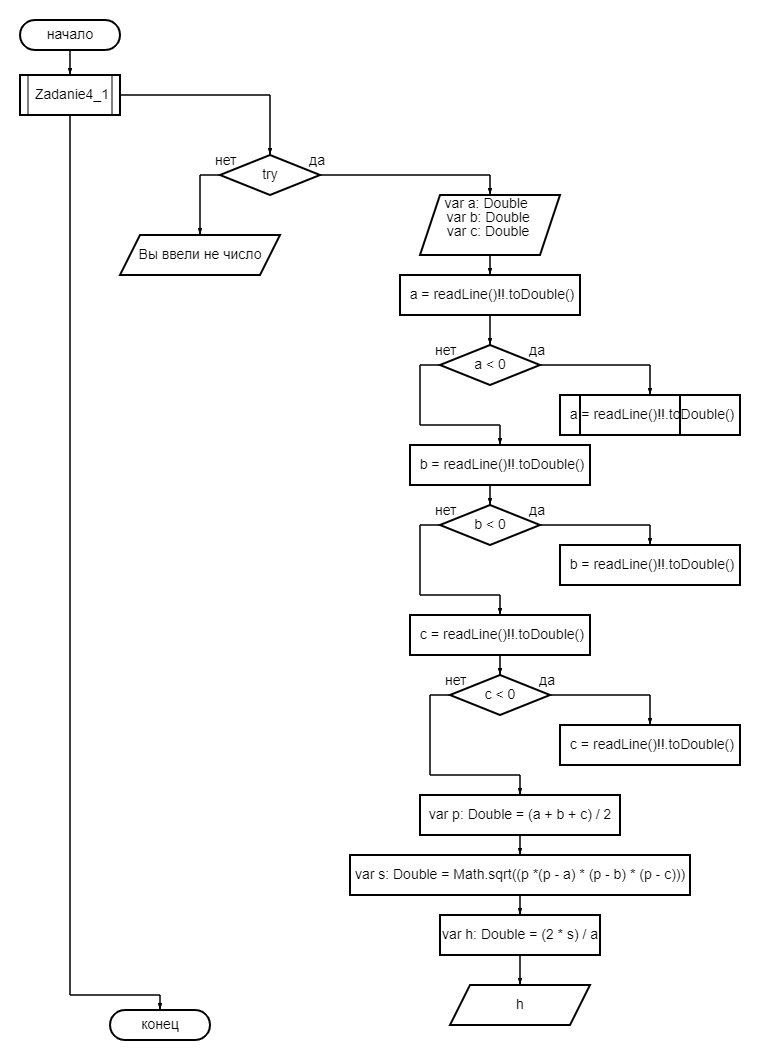 начало
Zadanie4_1
нет
да
try
var a: Double
var b: Double
var c: Double
Вы ввели не число
a = readLine()!!.toDouble()
нет
да
a < 0
a = readLine()!!.toDouble()
b = readLine()!!.toDouble()
нет
да
b < 0
b = readLine()!!.toDouble()
c = readLine()!!.toDouble()
нет
да
c < 0
c = readLine()!!.toDouble()
var p: Double = (a + b + c) / 2
var s: Double = Math.sqrt((p *(p - a) * (p - b) * (p - c)))
var h: Double = (2 * s) / a
h
конец